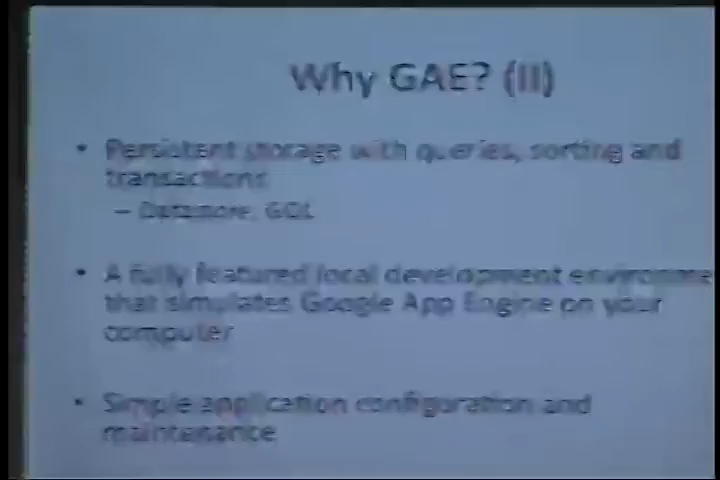 Why GAE? (II)
• Persistent storage with queries, sorting and
transactions
– Datastore, GQL
• A fully featured local development environme
that simulates Google App Engine on your
computer
• Simple application configuration and
maintenance